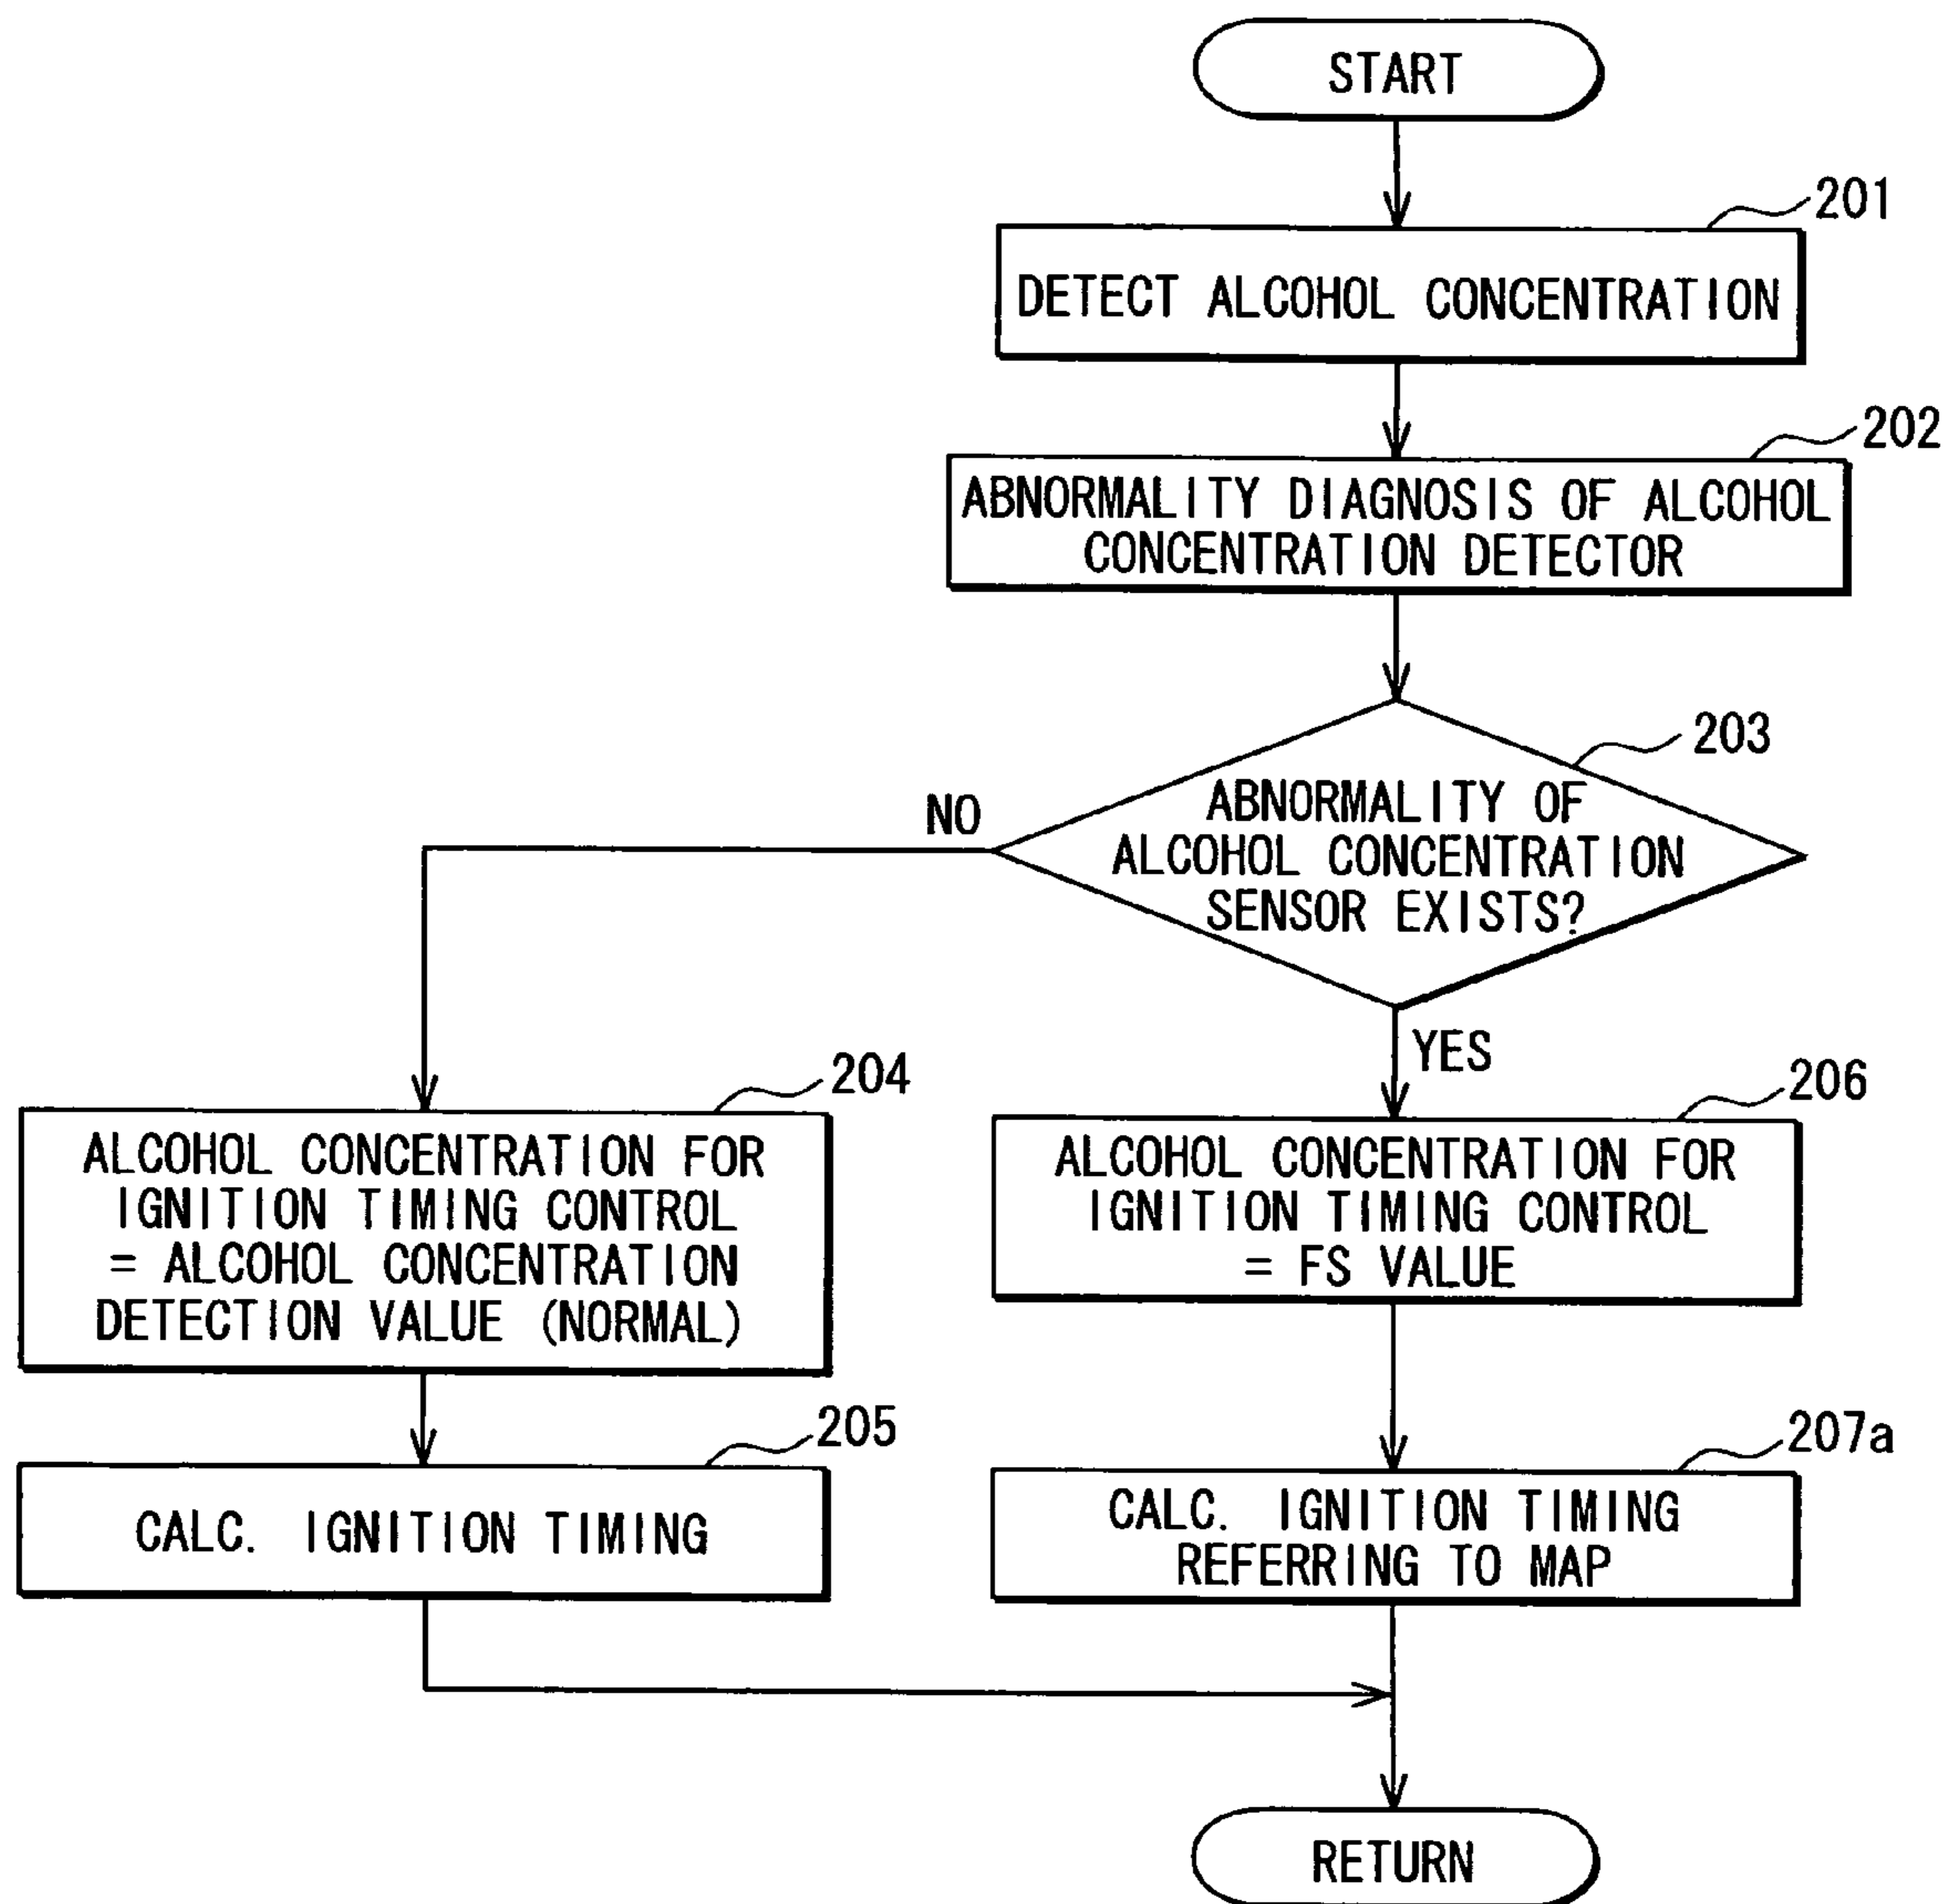 START
201
DETECT ALCOHOL CONCENTRATION
202
ABNORMALITY DIAGNOSIS OF ALCOHOL
CONCENTRATION DETECTOR
203
ABNORMALITY OF
ALCOHOL CONCENTRATION
SENSOR EXISTS?
NO
YES
204
ALCOHOL CONCENTRATION FOR
IGNITION TIMING CONTROL
= ALCOHOL CONCENTRATION
DETECTION VALUE (NORMAL)
206
ALCOHOL CONCENTRATION FOR
IGNITION TIMING CONTROL
= FS VALUE
205
CALC. IGNITION TIMING
207a
CALC. IGNITION TIMING
REFERRING TO MAP
RETURN